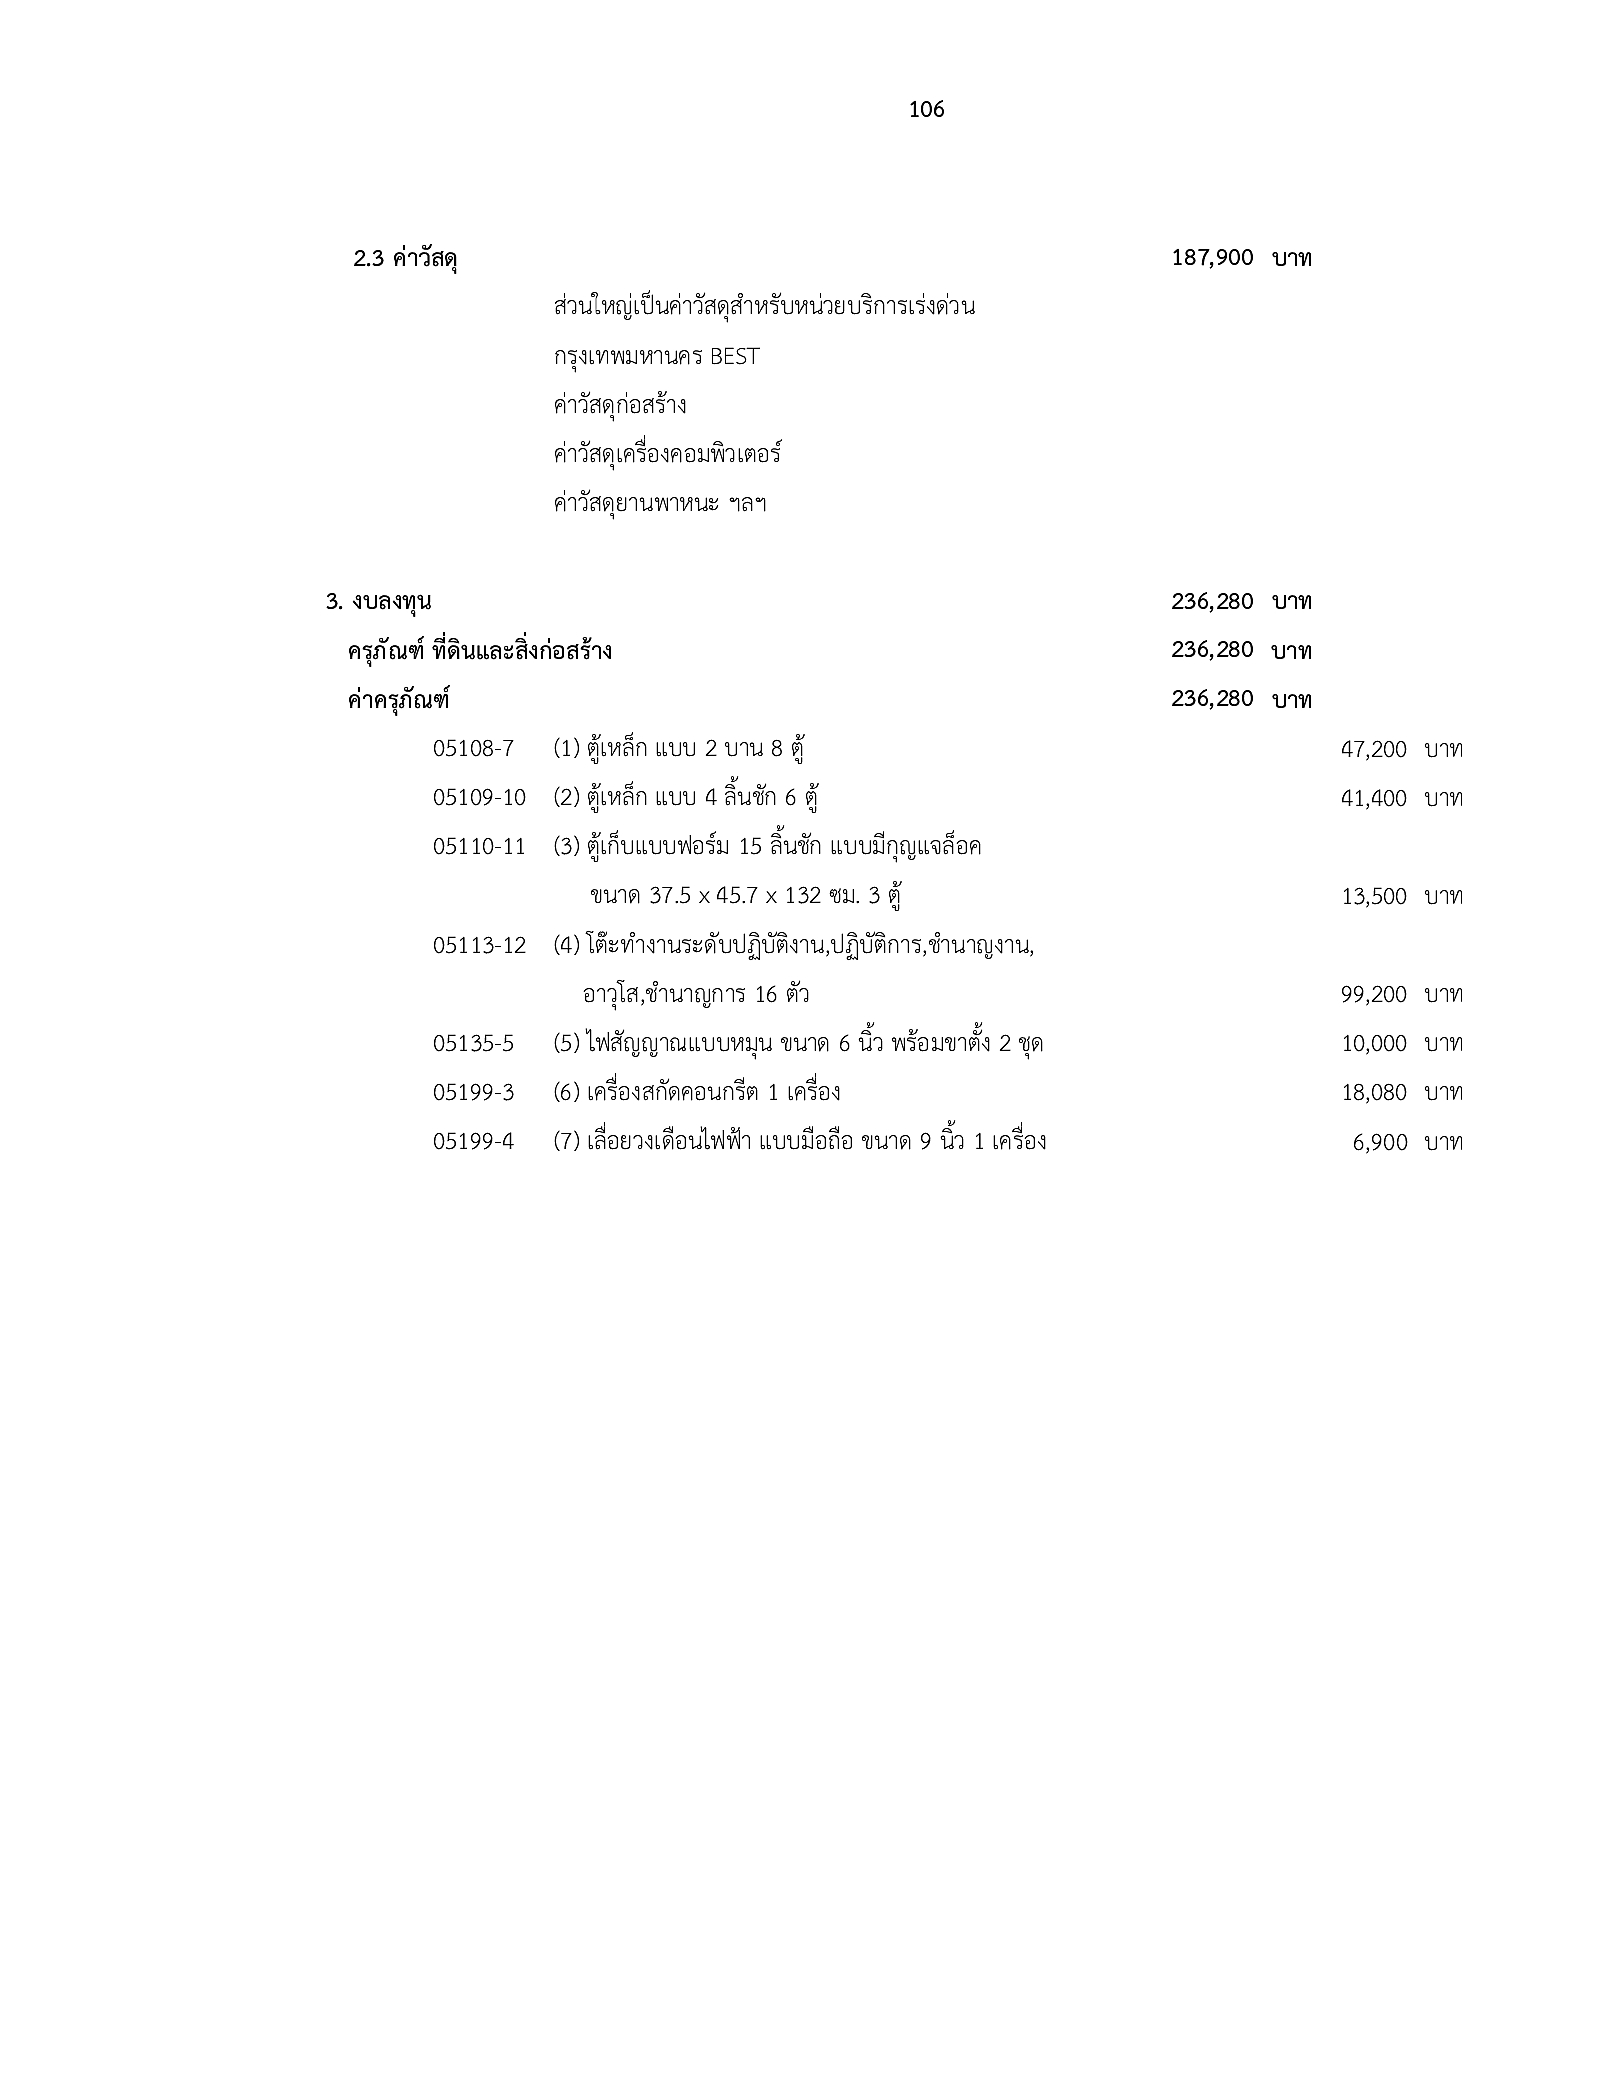 106
2.3 ค่าวัสดุ 187,900 บาท
ส่วนใหญ่เป็นค่าวัสดุสำหรับหน่วยบริการเร่งด่วน
กรุงเทพมหานคร BEST
ค่าวัสดุก่อสร้าง
ค่าวัสดุเครื่องคอมพิวเตอร์
ค่าวัสดุยานพาหนะ ฯลฯ
3. งบลงทุน 236,280 บาท
ครุภัณฑ์ ที่ดินและสิ่งก่อสร้าง 236,280 บาท
ค่าครุภัณฑ์ 236,280 บาท
05108-7 (1) ตู้เหล็ก แบบ 2 บาน 8 ตู้ 47,200 บาท
05109-10 (2) ตู้เหล็ก แบบ 4 ลิ้นชัก 6 ตู้ 41,400 บาท
05110-11 (3) ตู้เก็บแบบฟอร์ม 15 ลิ้นชัก แบบมีกุญแจล็อค
ขนาด 37.5 x 45.7 x 132 ซม. 3 ตู้ 13,500 บาท
05113-12 (4) โต๊ะทำงานระดับปฏิบัติงาน,ปฏิบัติการ,ชำนาญงาน,
อาวุโส,ชำนาญการ 16 ตัว 99,200 บาท
05135-5 (5) ไฟสัญญาณแบบหมุน ขนาด 6 นิ้ว พร้อมขาตั้ง 2 ชุด 10,000 บาท
05199-3 (6) เครื่องสกัดคอนกรีต 1 เครื่อง 18,080 บาท
05199-4 (7) เลื่อยวงเดือนไฟฟ้า แบบมือถือ ขนาด 9 นิ้ว 1 เครื่อง 6,900 บาท